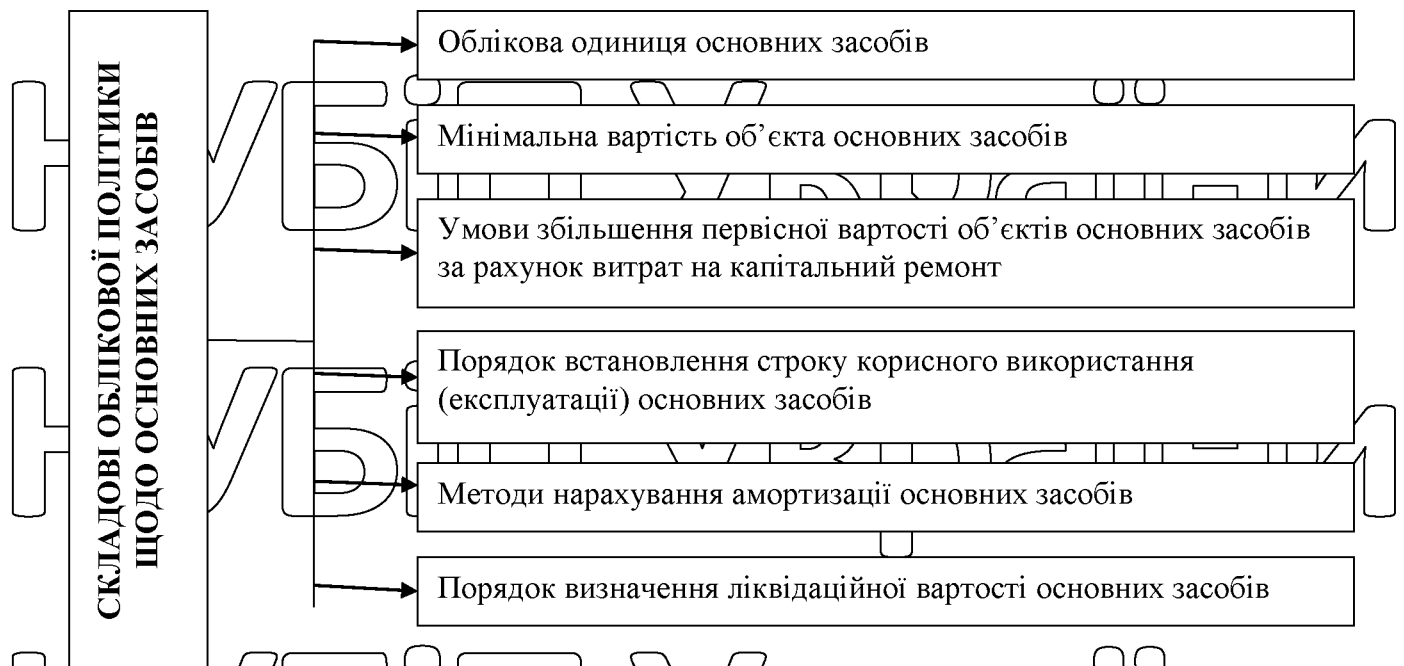 СКЛАДОВІ ОБЛІКОВОЇ ПОЛІТИКИ
ЩОДО ОСНОВНИХ ЗАСОБІВ
Облікова одиниця основних засобів
Мінімальна вартість об’єкта основних засобів
Умови збільшення первісної вартості об’єктів основних засобів
за рахунок витрат на капітальний ремонт
Порядок встановлення строку корисного використання
(експлуатації) основних засобів
Методи нарахування амортизації основних засобів
Порядок визначення ліквідаційної вартості основних засобів